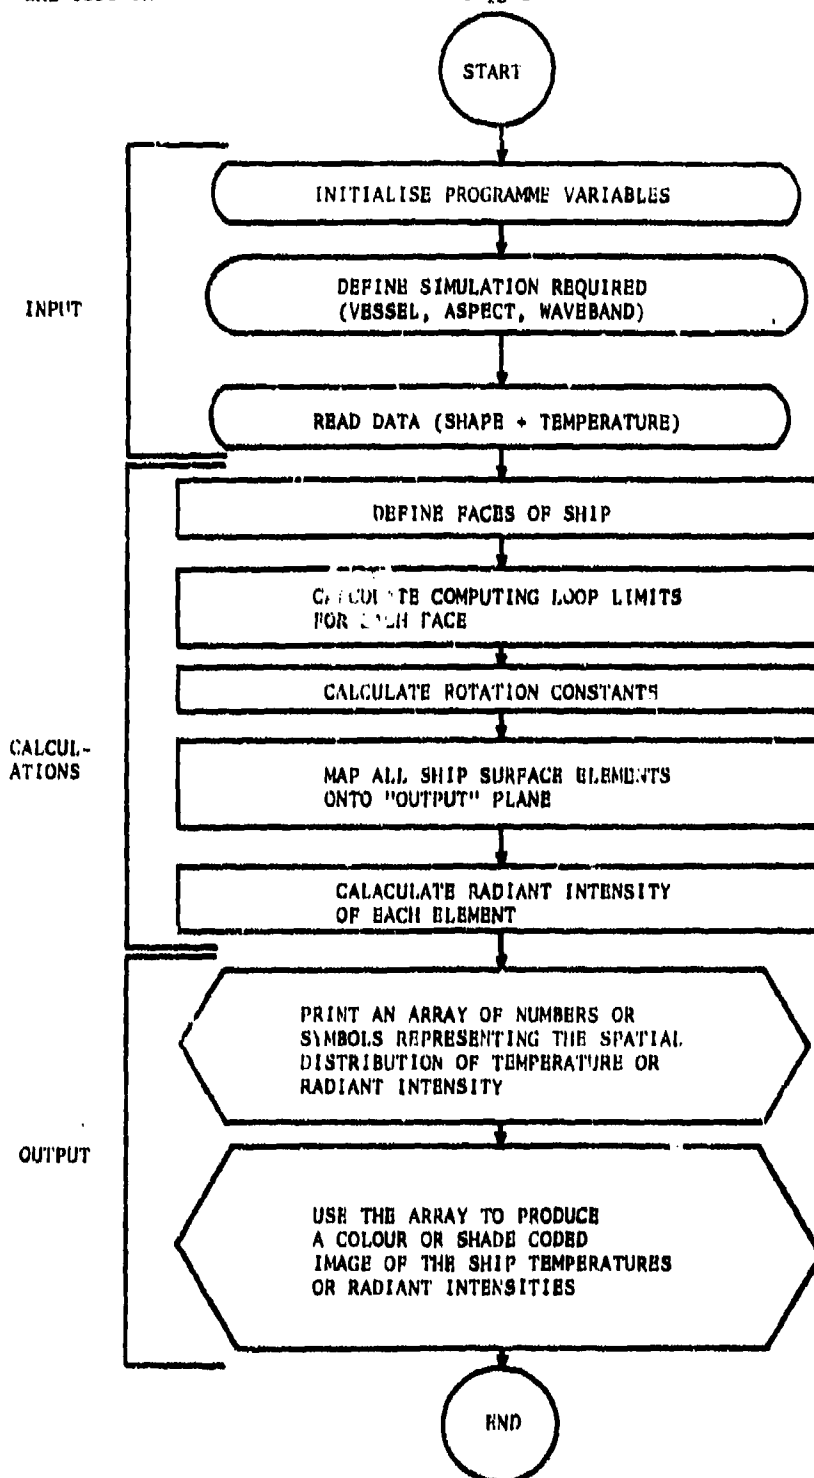 START
INITIALISE PROGRAMME VARIABLES
DEFINE SIMULATION REQUIRED
(VESSEL, ASPECT, WAVEBAND)
INPUT
READ DATA (SHAPE + TEMPERATURE)
DEFINE FACES OF SHIP
CALCULATE COMPUTING LOOP LIMITS
FOR EACH FACE
CALCULATE ROTATION CONSTANTS
CALCUL-
ATIONS
MAP ALL SHIP SURFACE ELEMENTS
ONTO "OUTPUT" PLANE
CALACULATE RADIANT INTENSITY
OF EACH ELEMENT
PRINT AN ARRAY OF NUMBERS OR
SYMBOLS REPRESENTING THE SPATIAL
DISTRIBUTION OF TEMPERATURE OR
RADIANT INTENSITY
OUTPUT
USE THE ARRAY TO PRODUCE
A COLOUR OR SHADE CODED
IMAGE OF THE SHIP TEMPERATURES
OR RADIANT INTENSITIES
END